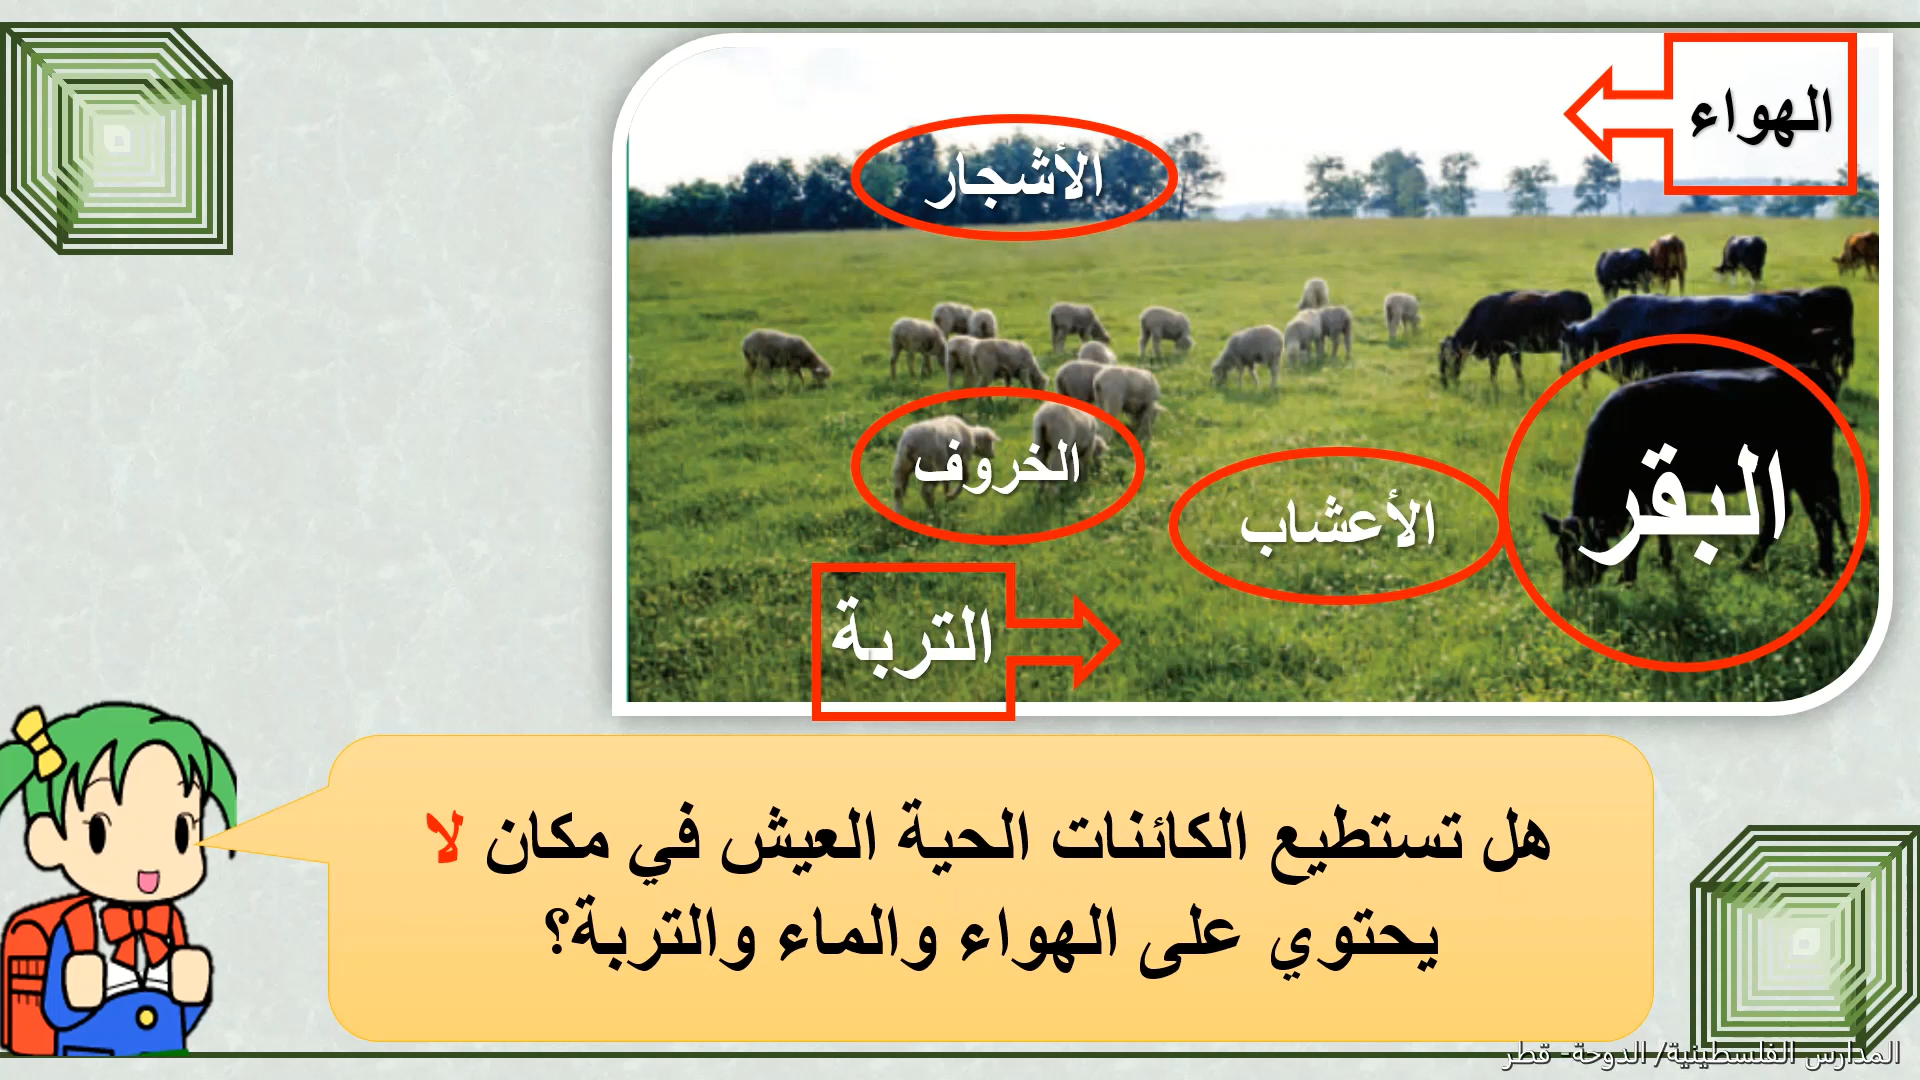 الهواء
الأشجار
الخروف
الأعشاب
البقر
التربة
هل تستطيع الكائنات الحية العيش في مكان لا
يحتوي على الهواء والماء والتربة؟
المدارس الفلسطينية/ الدوحة- قطر